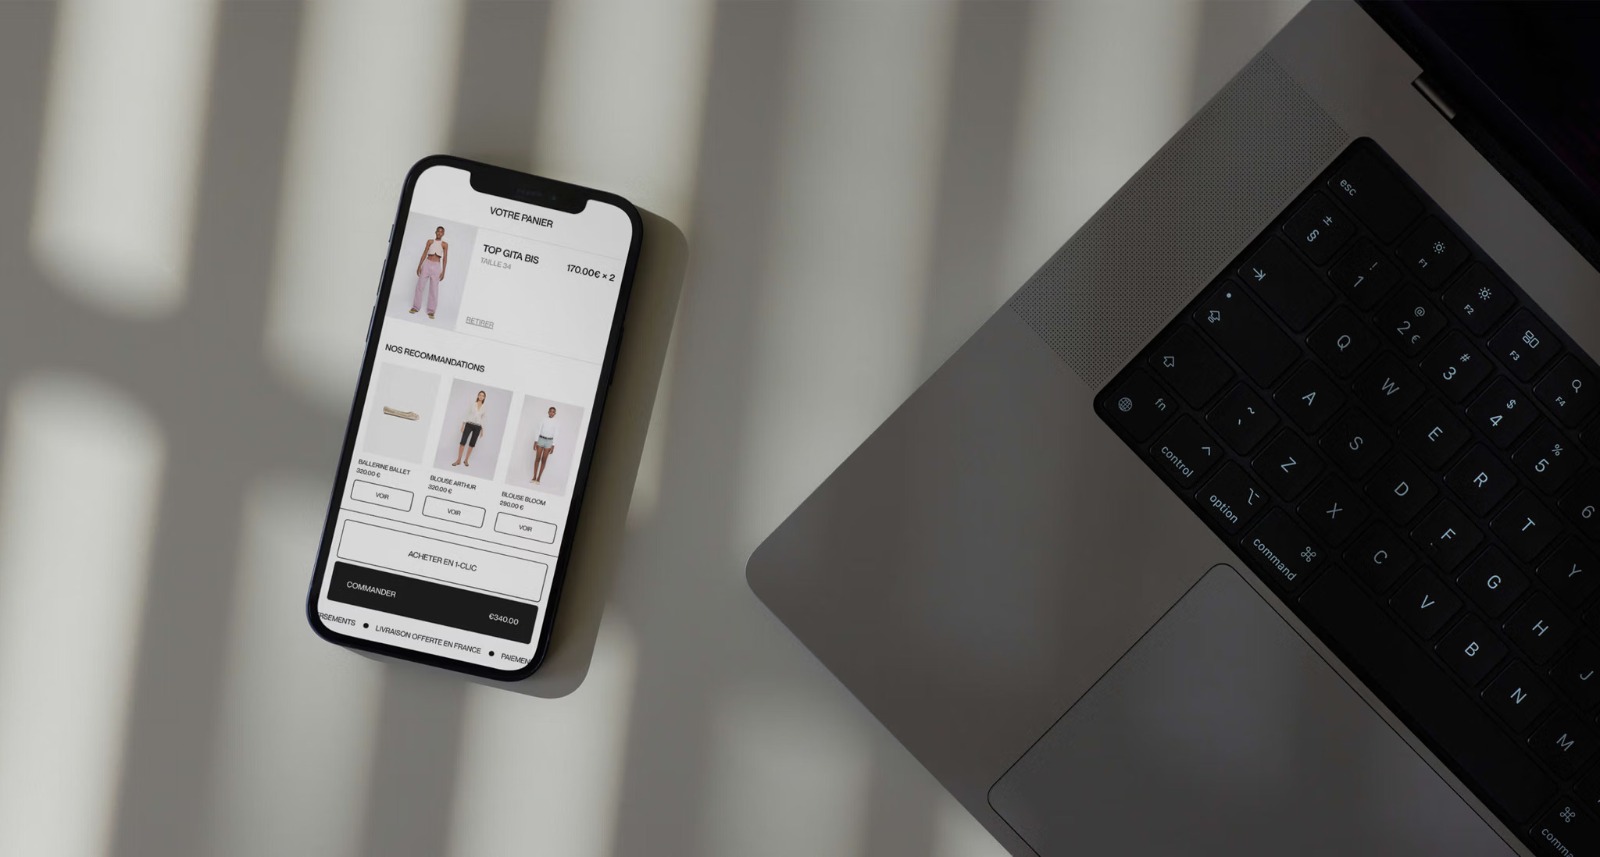 VOTRE PANIER
TOP GITA BIS
170.00€ × 2
TAILLE 34
RETIRER
NOS RECOMMANDATIONS
BALLERINE BALLET
320.00 €
VOIR
BLOUSE ARTHUR
320.00 €
VOIR
BLOUSE BLOOM
290.00 €
VOIR
ACHETER EN 1-CLIC
COMMANDER
€340.00
RSEMENTS ● LIVRAISON OFFERTE EN FRANCE ● PAIEMEN
esc
± §
! 1
@ 2 €
# 3
$ 4
% 5
6
F1
F2
F3
F4
Q
W
E
R
T
Y
A
S
D
F
G
H
J
~ `
Z
X
C
V
B
N
M
fn
control
option
command
comma